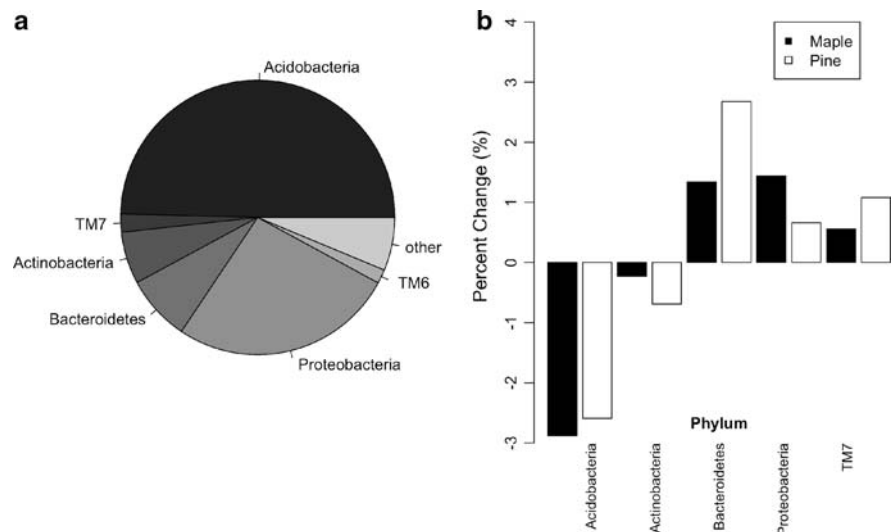 a
Acidobacteria
TM7
Actinobacteria
Bacteroidetes
Proteobacteria
TM6
other
b
Percent Change (%)
4
3
2
1
0
-1
-2
-3
Maple
Pine
Phylum
Acidobacteria
Actinobacteria
Bacteroidetes
Proteobacteria
TM7